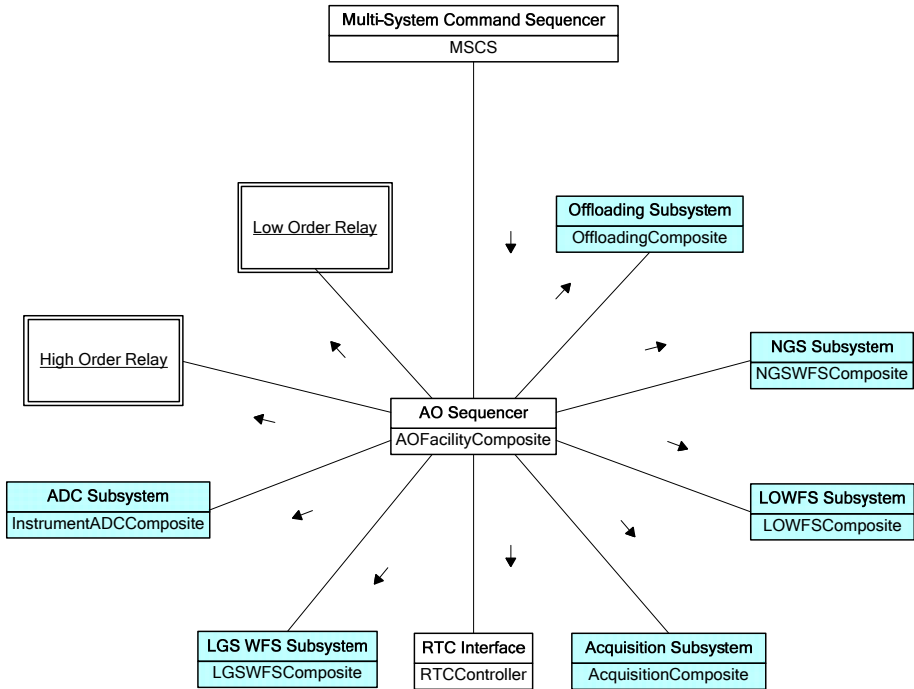 Multi-System Command Sequencer
MSCS
Low Order Relay
Offloading Subsystem
OffloadingComposite
High Order Relay
NGS Subsystem
NGSWFSComposite
AO Sequencer
AOFacilityComposite
ADC Subsystem
InstrumentADCComposite
LOWFS Subsystem
LOWFSComposite
LGS WFS Subsystem
LGSWFSComposite
RTC Interface
RTCController
Acquisition Subsystem
AcquisitionComposite